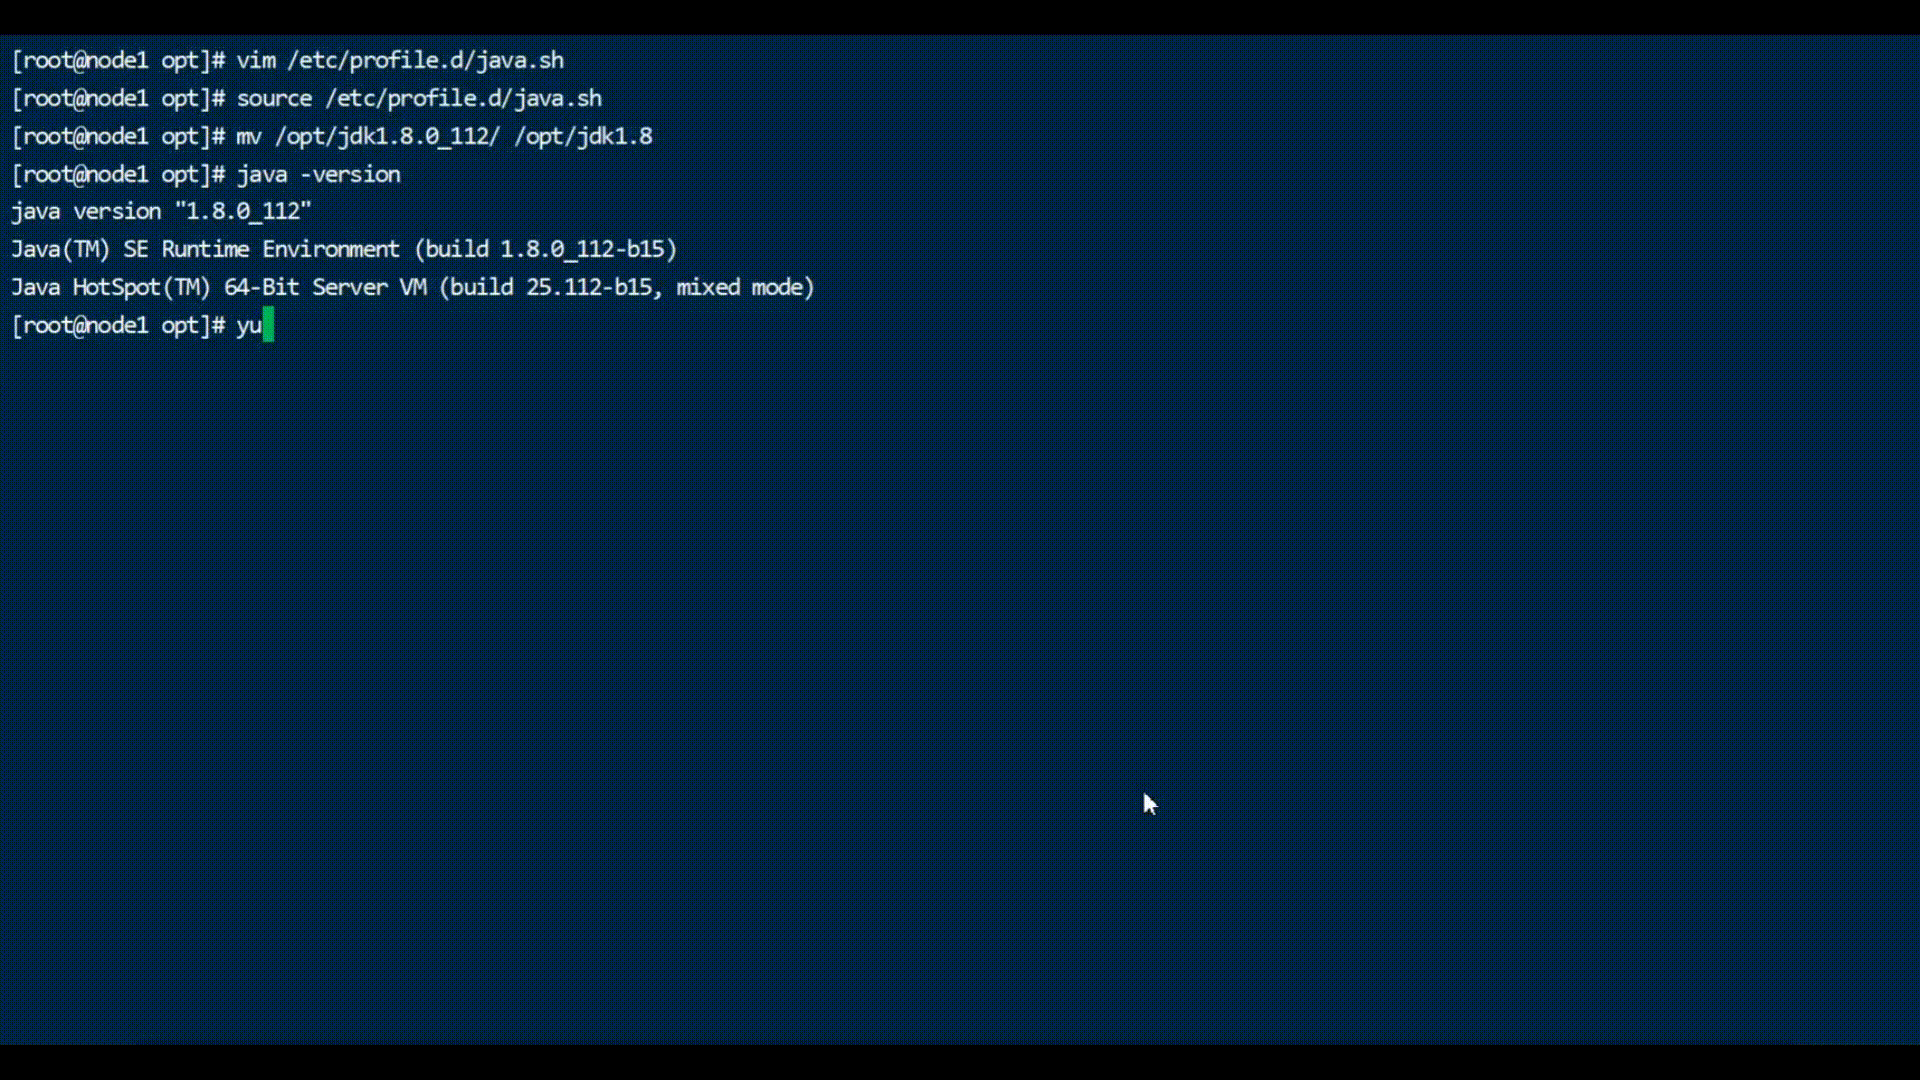 [root@node1 opt]# vim /etc/profile.d/java.sh
[root@node1 opt]# source /etc/profile.d/java.sh
[root@node1 opt]# mv /opt/jdk1.8.0_112/ /opt/jdk1.8
[root@node1 opt]# java -version
java version "1.8.0_112"
Java(TM) SE Runtime Environment (build 1.8.0_112-b15)
Java HotSpot(TM) 64-Bit Server VM (build 25.112-b15, mixed mode)
[root@node1 opt]# yu